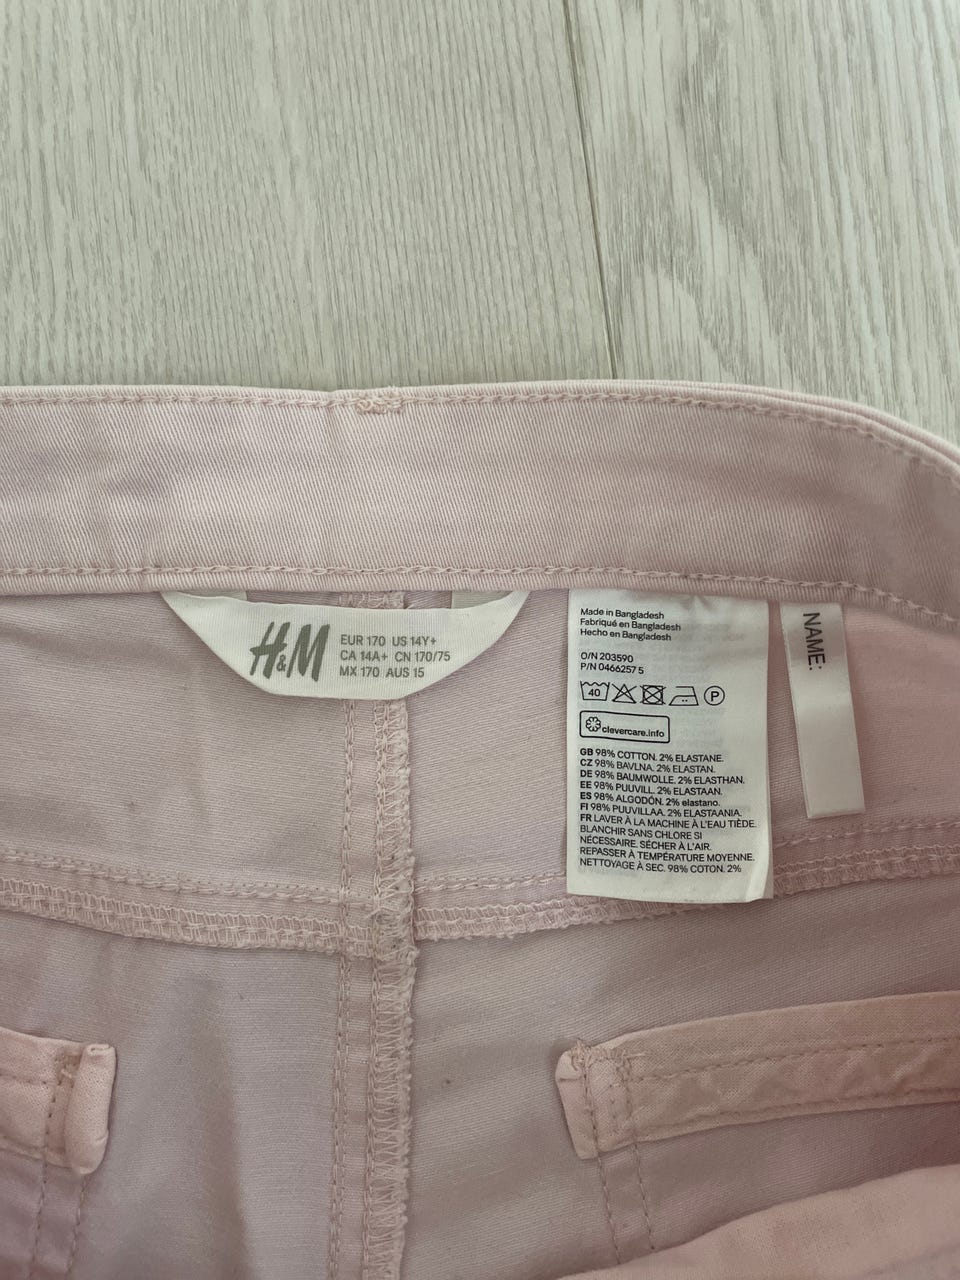 H&M
EUR 170 US 14Y+
CA 14A+ CN 170/75
MX 170 AUS 15
Made in Bangladesh
Fabriqué en Bangladesh
Hecho en Bangladesh
O/N 203590
P/N 0466257 5
40 P
clevercare.info
GB 98% COTTON. 2% ELASTANE.
CZ 98% BAVLNA. 2% ELASTAN.
DE 98% BAUMWOLLE. 2% ELASTHAN.
EE 98% PUUVILL. 2% ELASTAAN.
ES 98% ALGODÓN. 2% elastano.
FI 98% PUUVILLAA. 2% ELASTAANIA.
FR LAVER À LA MACHINE À L'EAU TIÈDE.
BLANCHIR SANS CHLORE SI
NÉCESSAIRE. SÉCHER À L'AIR.
REPASSER À TEMPÉRATURE MOYENNE.
NETTOYAGE À SEC. 98% COTON. 2%
NAME: